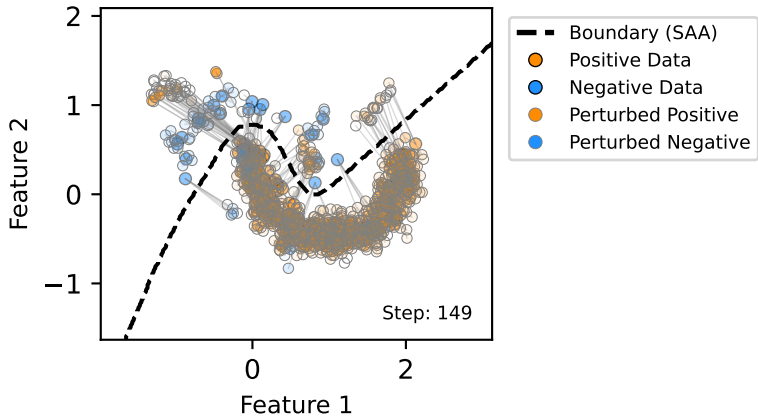 2
1
0
−1
Feature 2
0
2
Feature 1
Step: 149
Boundary (SAA)
Positive Data
Negative Data
Perturbed Positive
Perturbed Negative